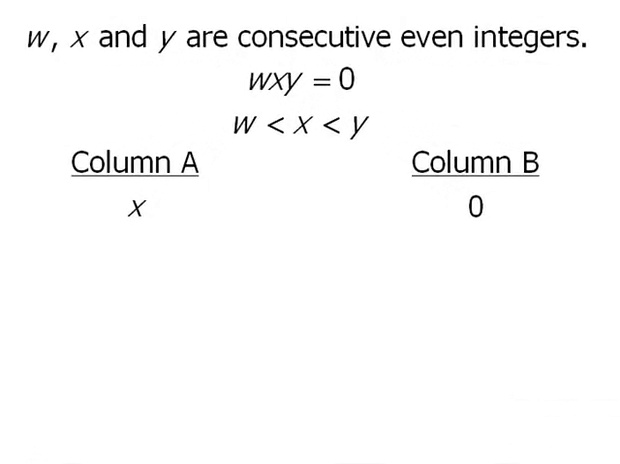 w, x and y are consecutive even integers.
wxy = 0
w < x < y
Column A Column B
x 0